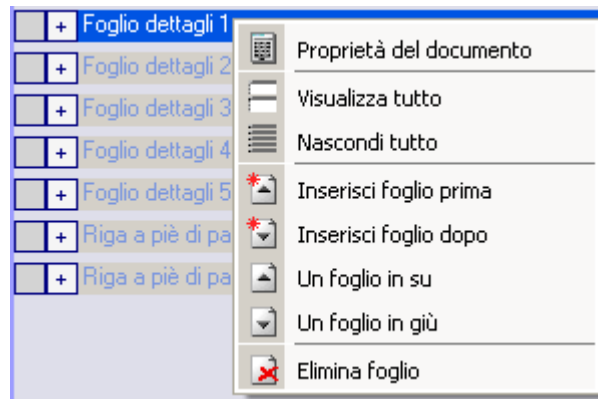 + Foglio dettagli 1
+ Foglio dettagli 2
+ Foglio dettagli 3
+ Foglio dettagli 4
+ Foglio dettagli 5
+ Riga a piè di pa
+ Riga a piè di pa
Proprietà del documento
Visualizza tutto
Nascondi tutto
Inserisci foglio prima
Inserisci foglio dopo
Un foglio in su
Un foglio in giù
Elimina foglio